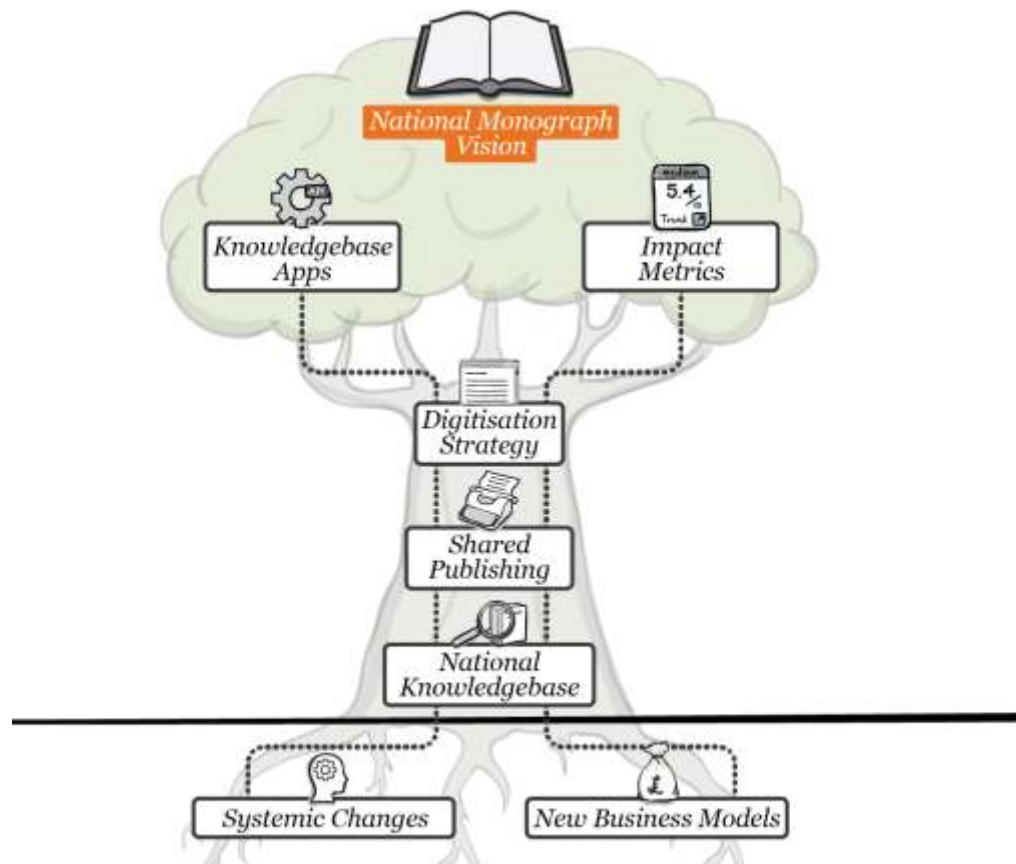 National Monograph
Vision
5.4
Knowledgebase
Apps
Impact
Metrics
Digitisation
Strategy
Shared
Publishing
National
Knowledgebase
£
Systemic Changes
New Business Models